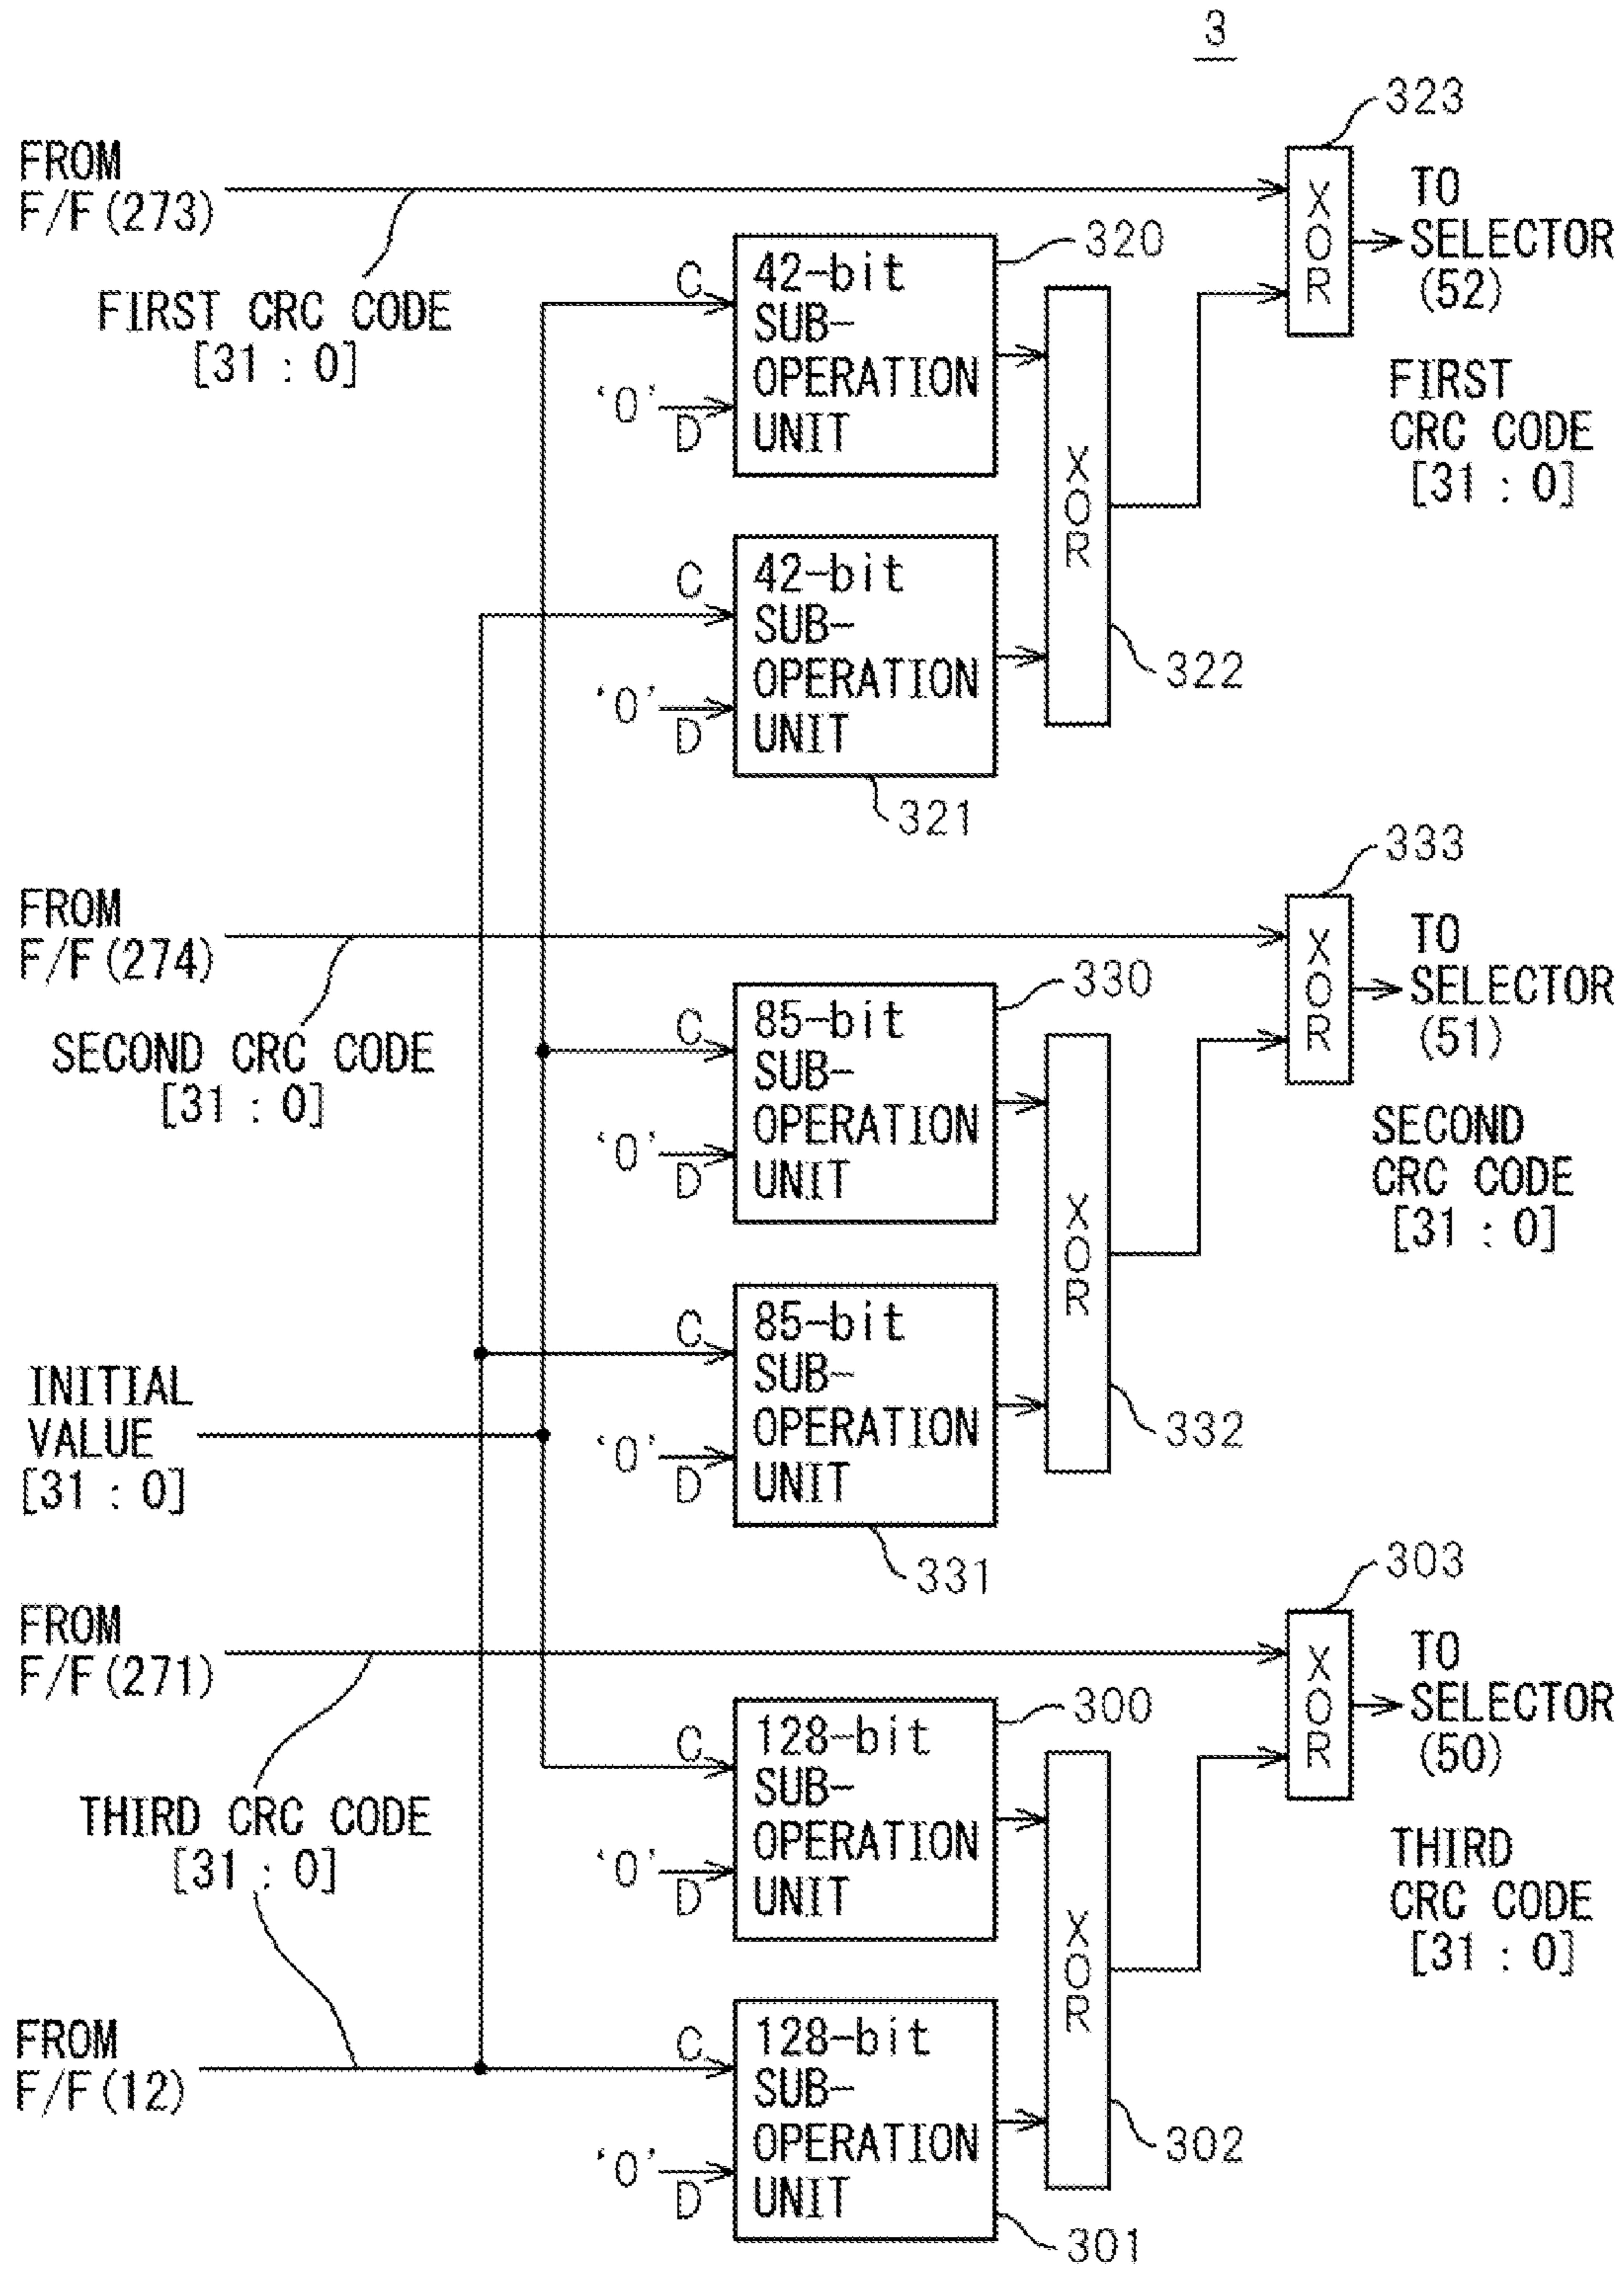 3
323
FROM
F/F(273)
FIRST CRC CODE
[31 : 0]
XOR
TO
SELECTOR
(52)
FIRST
CRC CODE
[31 : 0]
320
C
'0'
D
42-bit
SUB-
OPERATION
UNIT
XOR
322
C
'0'
D
42-bit
SUB-
OPERATION
UNIT
321
333
FROM
F/F(274)
SECOND CRC CODE
[31 : 0]
XOR
TO
SELECTOR
(51)
SECOND
CRC CODE
[31 : 0]
330
C
'0'
D
85-bit
SUB-
OPERATION
UNIT
XOR
332
C
'0'
D
85-bit
SUB-
OPERATION
UNIT
331
INITIAL
VALUE
[31 : 0]
303
FROM
F/F(271)
THIRD CRC CODE
[31 : 0]
XOR
TO
SELECTOR
(50)
THIRD
CRC CODE
[31 : 0]
300
C
'0'
D
128-bit
SUB-
OPERATION
UNIT
XOR
302
FROM
F/F(12)
C
'0'
D
128-bit
SUB-
OPERATION
UNIT
301